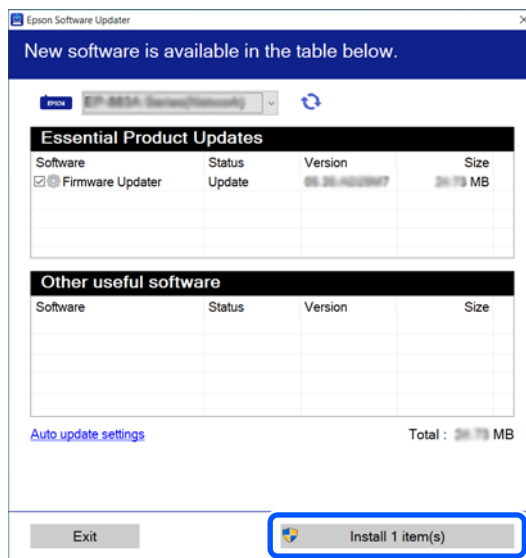 Epson Software Updater
New software is available in the table below.
EPSON
Essential Product Updates
Software Status Version Size
Firmware Updater Update MB
Other useful software
Software Status Version Size
Auto update settings Total : MB
Exit Install 1 item(s)